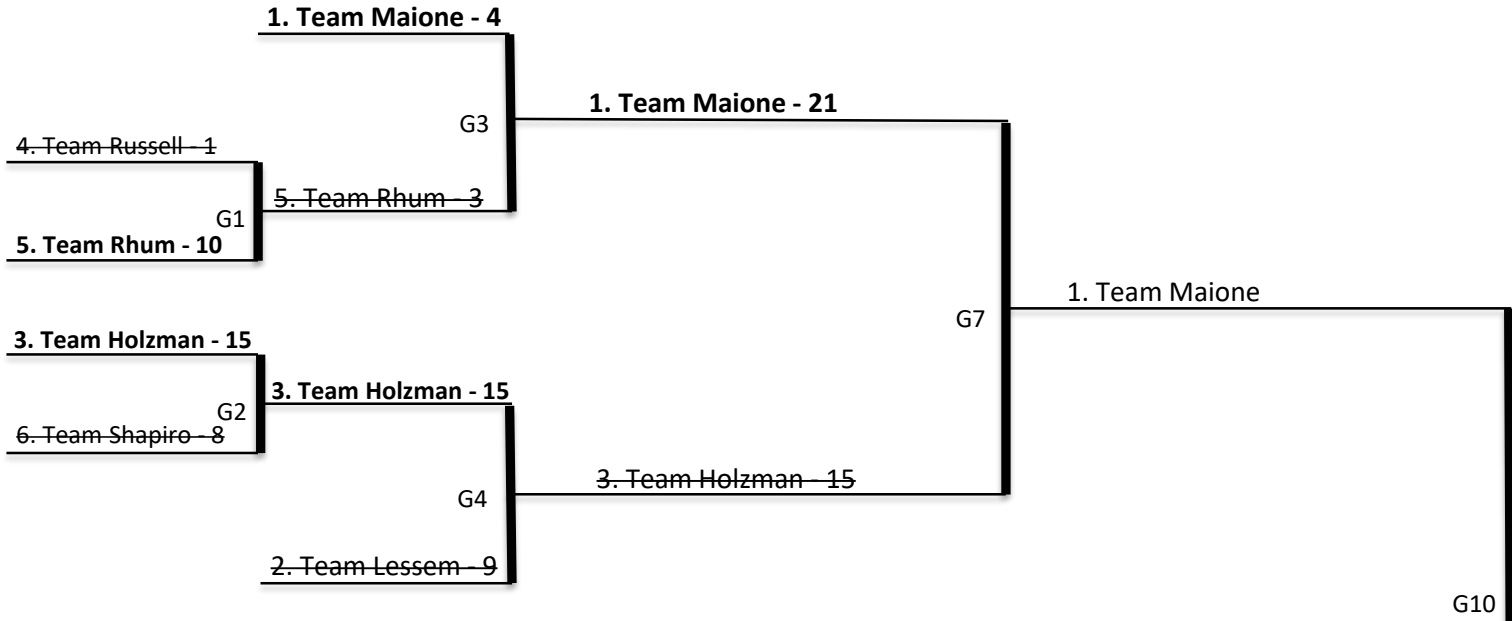 1. Team Maione - 4
1. Team Maione - 21
G3
4. Team Russell - 1
5. Team Rhum - 3
G1
5. Team Rhum - 10
1. Team Maione
G7
3. Team Holzman - 15
3. Team Holzman - 15
G2
6. Team Shapiro - 8
3. Team Holzman - 15
G4
2. Team Lessem - 9
G10